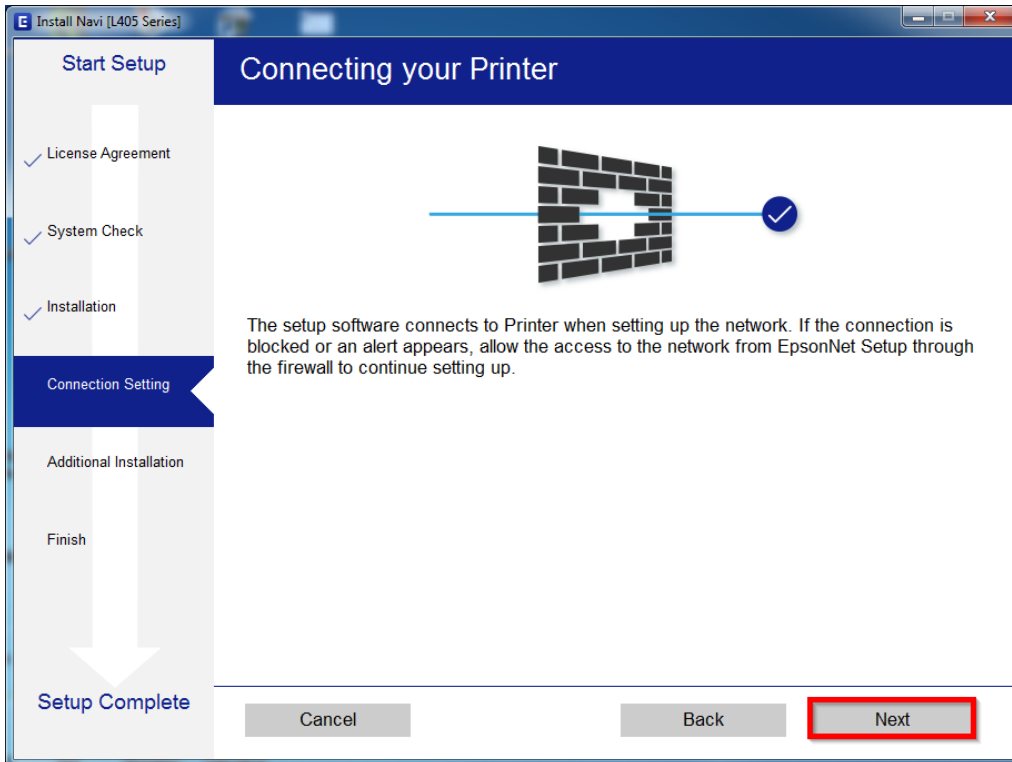 E Install Navi [L405 Series]
Start Setup
Connecting your Printer
License Agreement
System Check
Installation
The setup software connects to Printer when setting up the network. If the connection is
blocked or an alert appears, allow the access to the network from EpsonNet Setup through
the firewall to continue setting up.
Connection Setting
Additional Installation
Finish
Setup Complete
Cancel
Back
Next